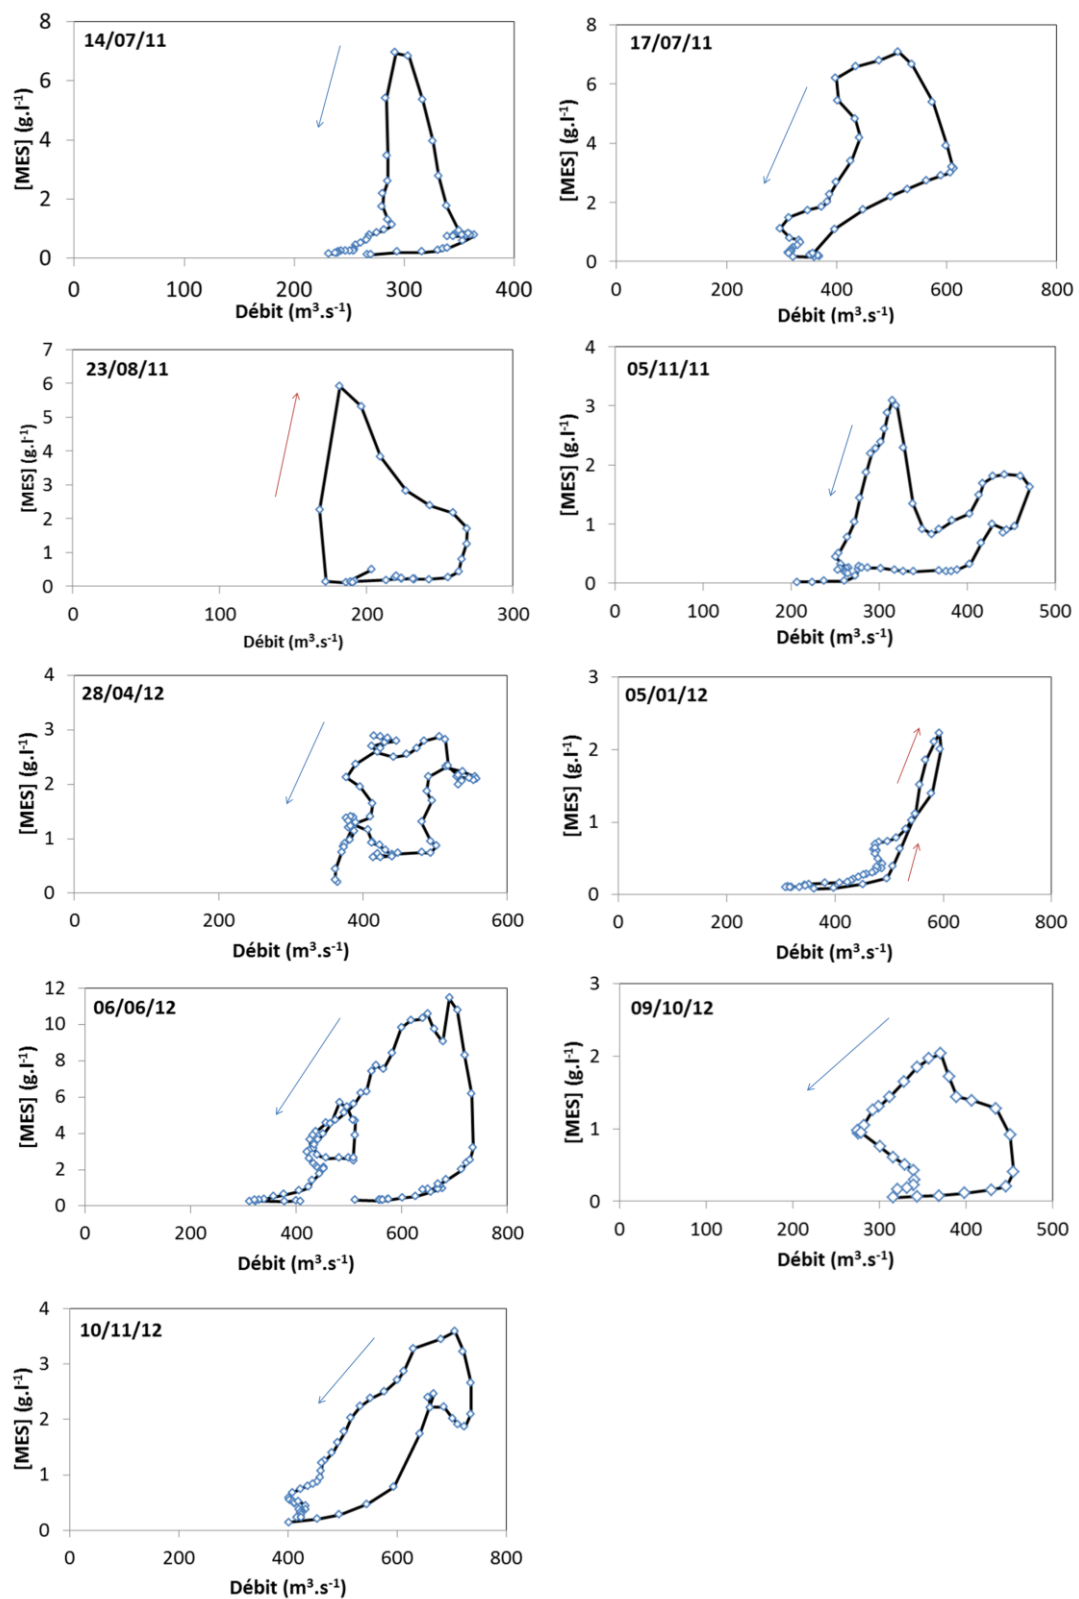 14/07/11
[MES] (g.l-1)
8
6
4
2
0
0 100 200 300 400
Débit (m3.s-1)
17/07/11
[MES] (g.l-1)
8
6
4
2
0
0 200 400 600 800
Débit (m3.s-1)
23/08/11
[MES] (g.l-1)
7
6
5
4
3
2
1
0
0 100 200 300
Débit (m3.s-1)
05/11/11
[MES] (g.l-1)
4
3
2
1
0
0 100 200 300 400 500
Débit (m3.s-1)
28/04/12
[MES] (g.l-1)
4
3
2
1
0
0 200 400 600
Débit (m3.s-1)
05/01/12
[MES] (g.l-1)
3
2
1
0
0 200 400 600 800
Débit (m3.s-1)
06/06/12
[MES] (g.l-1)
12
10
8
6
4
2
0
0 200 400 600 800
Débit (m3.s-1)
09/10/12
[MES] (g.l-1)
3
2
1
0
0 100 200 300 400 500
Débit (m3.s-1)
10/11/12
[MES] (g.l-1)
4
3
2
1
0
0 200 400 600 800
Débit (m3.s-1)